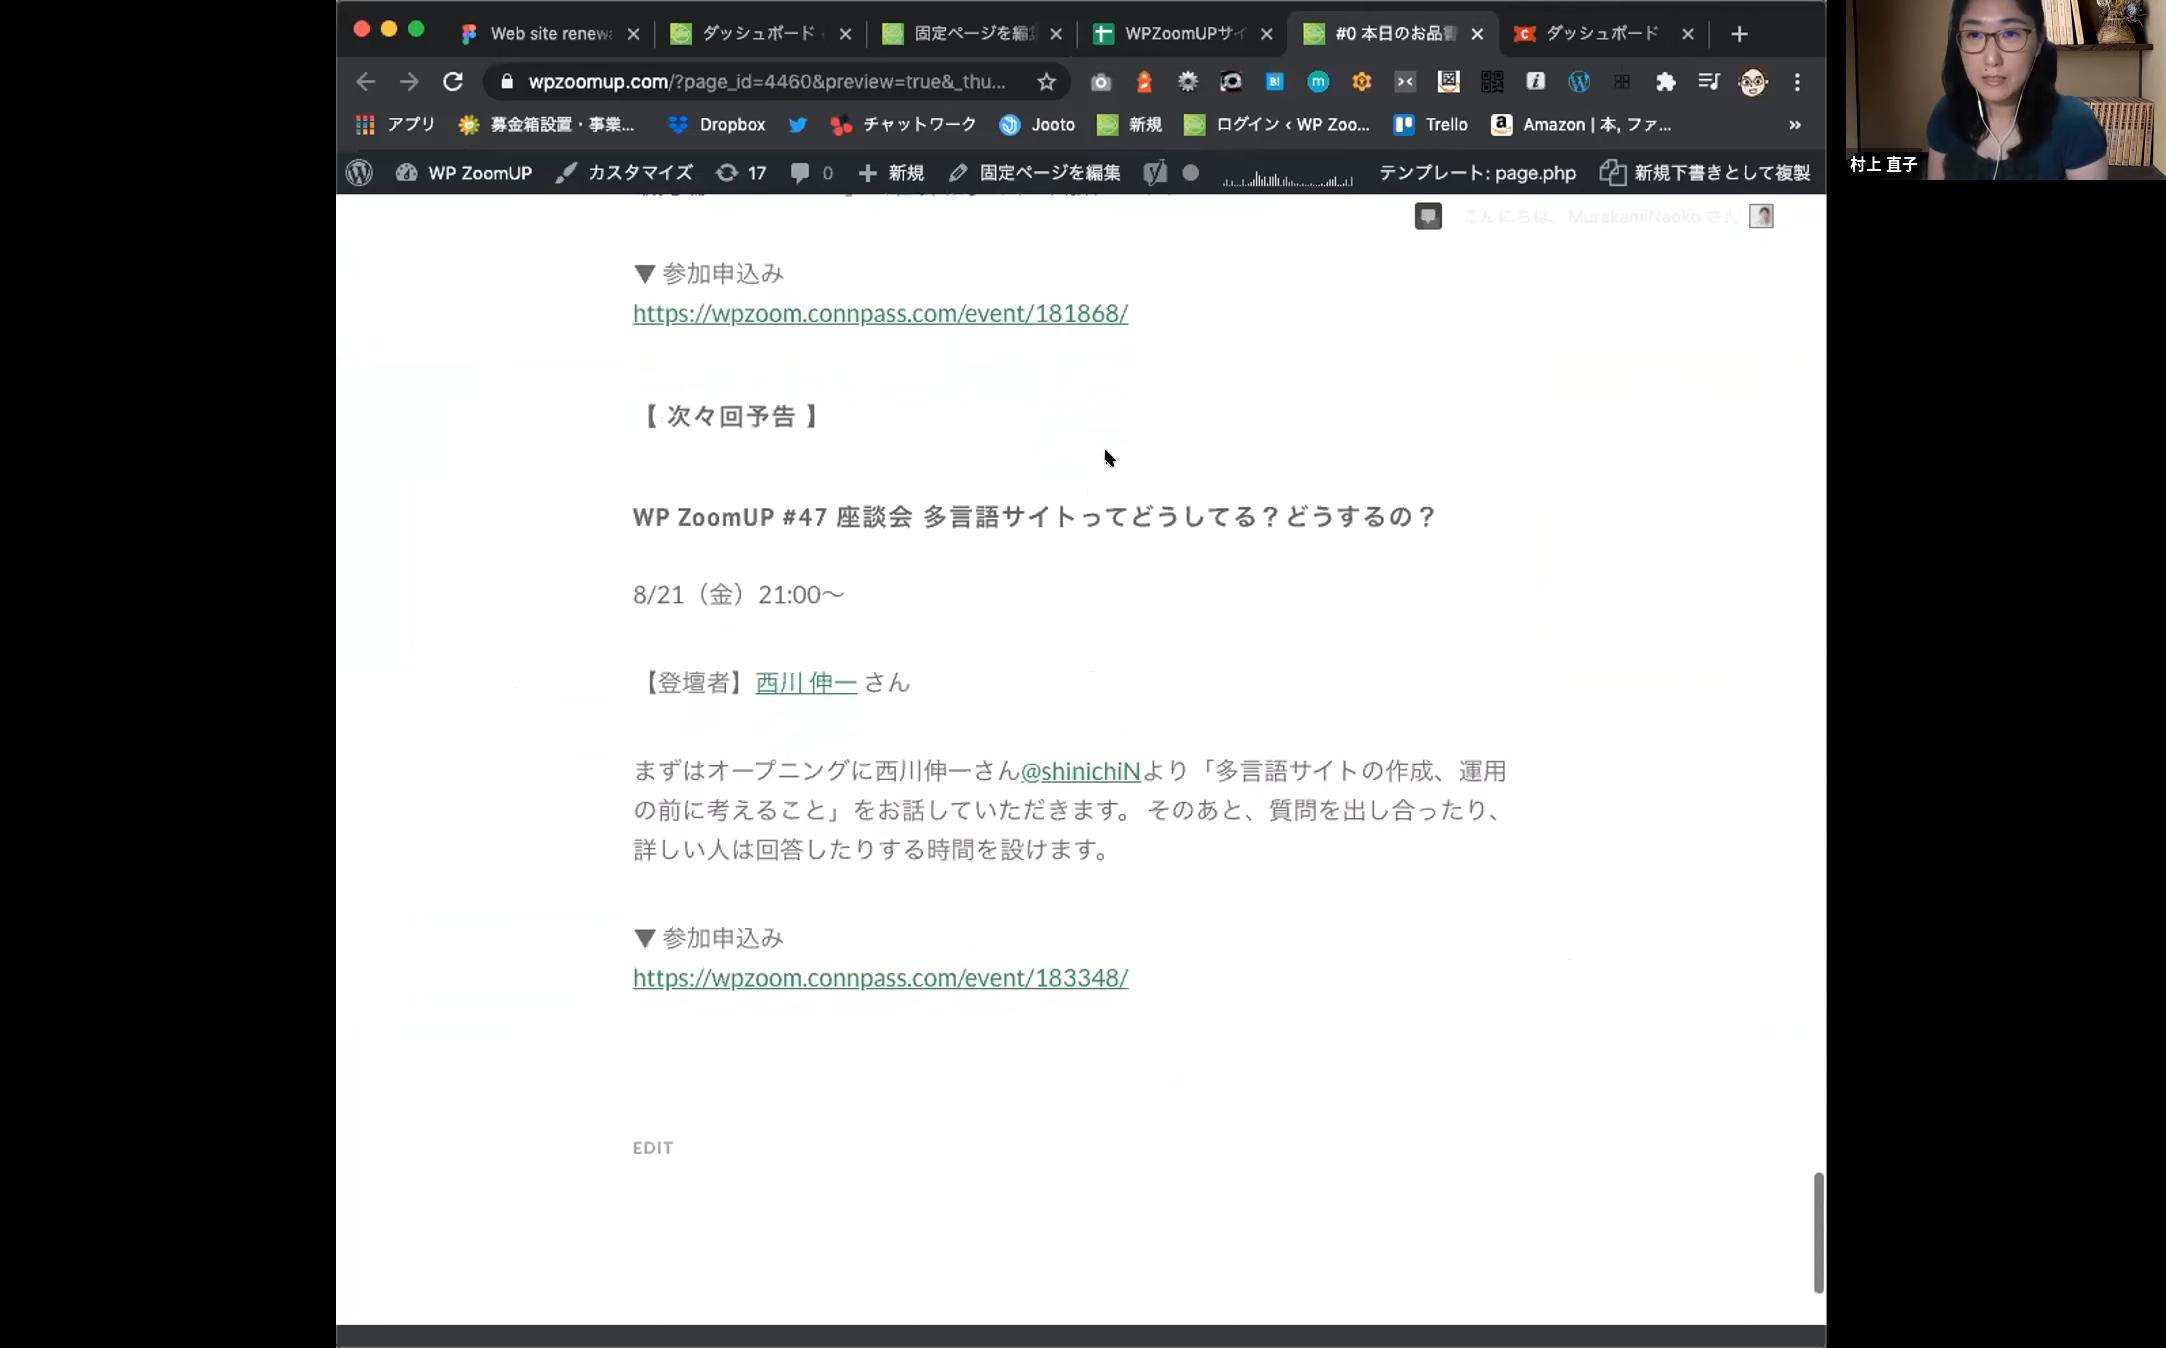 Web site renew
ダッシュボード
固定ページを編
WPZoomUPサイ
#0 本日のお品書
ダッシュボード
wpzoomup.com/?page_id=4460&preview=true&_thu...
アプリ
募金箱設置・事業...
Dropbox
チャットワーク
Jooto
新規
ログイン ‹ WP Zoo...
Trello
Amazon | 本, ファ...
»
WP ZoomUP
カスタマイズ
17
0
新規
固定ページを編集
テンプレート: page.php
新規下書きとして複製
村上 直子
こんにちは、MurakamiNaoko さん
▼ 参加申込み
https://wpzoom.connpass.com/event/181868/
【 次々回予告 】
WP ZoomUP #47 座談会 多言語サイトってどうしてる？どうするの？
8/21（金）21:00〜
【登壇者】西川 伸一 さん
まずはオープニングに西川伸一さん@shinichiNより「多言語サイトの作成、運用
の前に考えること」をお話していただきます。 そのあと、質問を出し合ったり、
詳しい人は回答したりする時間を設けます。
▼ 参加申込み
https://wpzoom.connpass.com/event/183348/
EDIT